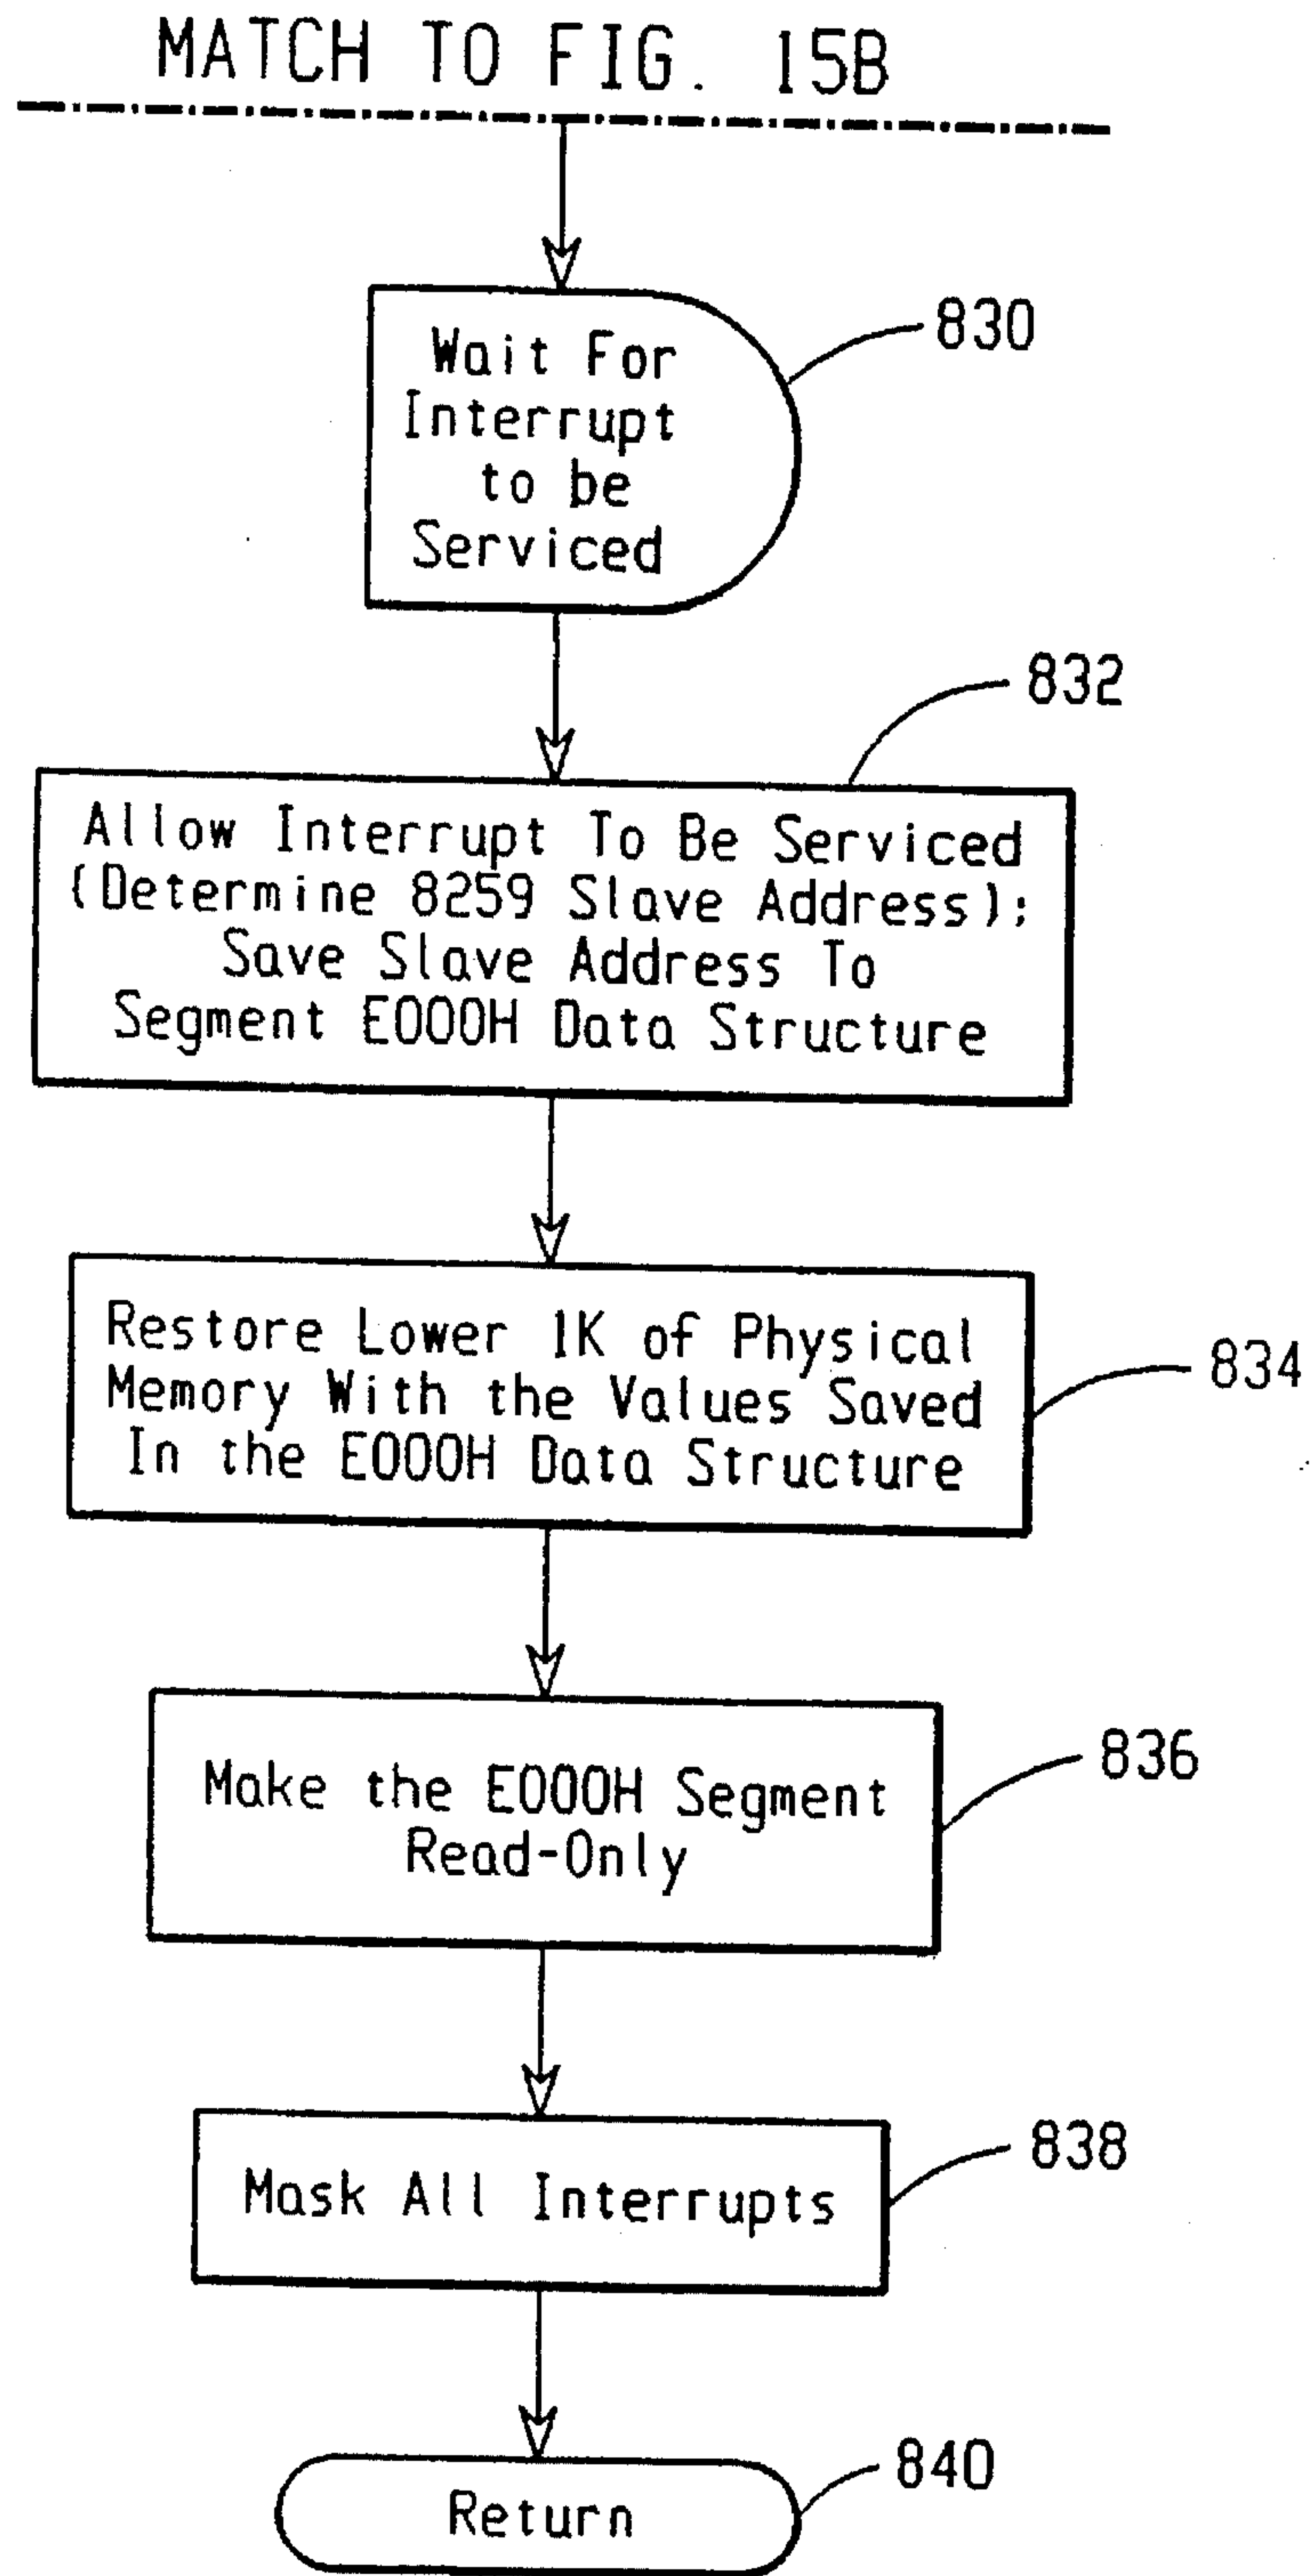 MATCH TO FIG. 15B
Wait For
Interrupt
to be
Serviced
830
832
Allow Interrupt To Be Serviced
(Determine 8259 Slave Address);
Save Slave Address To
Segment E000H Data Structure
Restore Lower 1K of Physical
Memory With the Values Saved
In the E000H Data Structure
834
Make the E000H Segment
Read-Only
836
Mask All Interrupts
838
Return
840